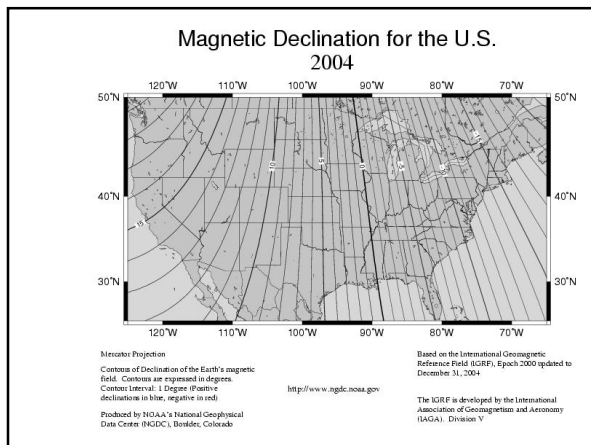 Magnetic Declination for the U.S.
2004
120˚W 110˚W 100˚W 90˚W 80˚W 70˚W
50˚N 50˚N
40˚N 40˚N
30˚N 30˚N
10
5
0
15
120˚W 110˚W 100˚W 90˚W 80˚W 70˚W
Mercator Projection
Contours of Declination of the Earth's magnetic
field. Contours are expressed in degrees.
Contour Interval: 1 Degree (Positive
declinations in blue, negative in red)
Produced by NOAA's National Geophysical
Data Center (NGDC), Boulder, Colorado
http://www.ngdc.noaa.gov
Based on the International Geomagnetic
Reference Field (IGRF), Epoch 2000 updated to
December 31, 2004
The IGRF is developed by the International
Association of Geomagnetism and Aeronomy
(IAGA). Division V